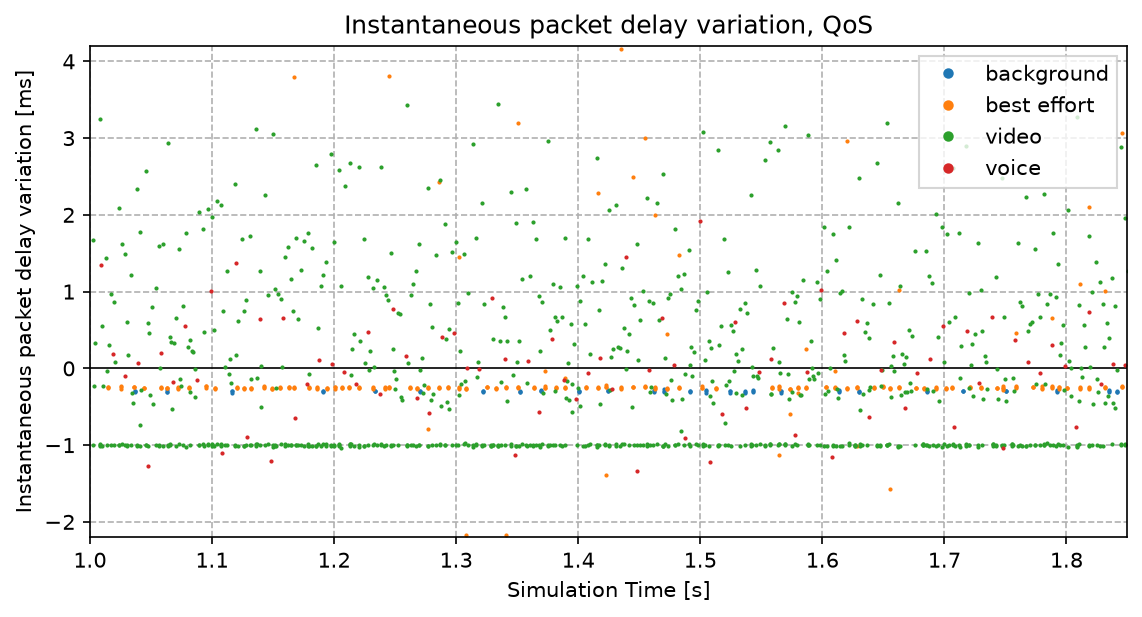 Instantaneous packet delay variation, QoS
Instantaneous packet delay variation [ms]
4
3
2
1
0
−1
−2
background
best effort
video
voice
1.0 1.1 1.2 1.3 1.4 1.5 1.6 1.7 1.8
Simulation Time [s]